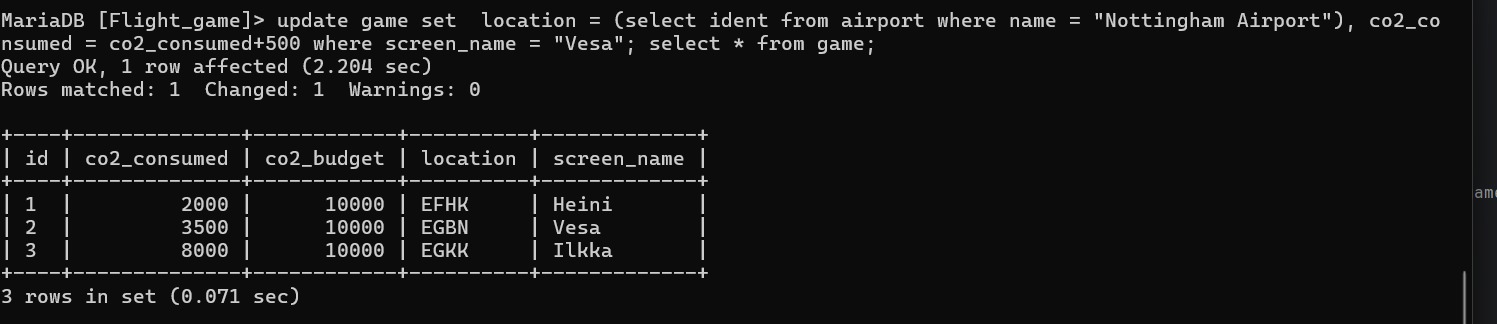 MariaDB [Flight_game]> update game set  location = (select ident from airport where name = "Nottingham Airport"), co2_co
nsumed = co2_consumed+500 where screen_name = "Vesa"; select * from game;
Query OK, 1 row affected (2.204 sec)
Rows matched: 1  Changed: 1  Warnings: 0

+----+--------------+------------+----------+-------------+
| id | co2_consumed | co2_budget | location | screen_name |
+----+--------------+------------+----------+-------------+
| 1  |         2000 |      10000 | EFHK     | Heini       |
| 2  |         3500 |      10000 | EGBN     | Vesa        |
| 3  |         8000 |      10000 | EGKK     | Ilkka       |
+----+--------------+------------+----------+-------------+
3 rows in set (0.071 sec)